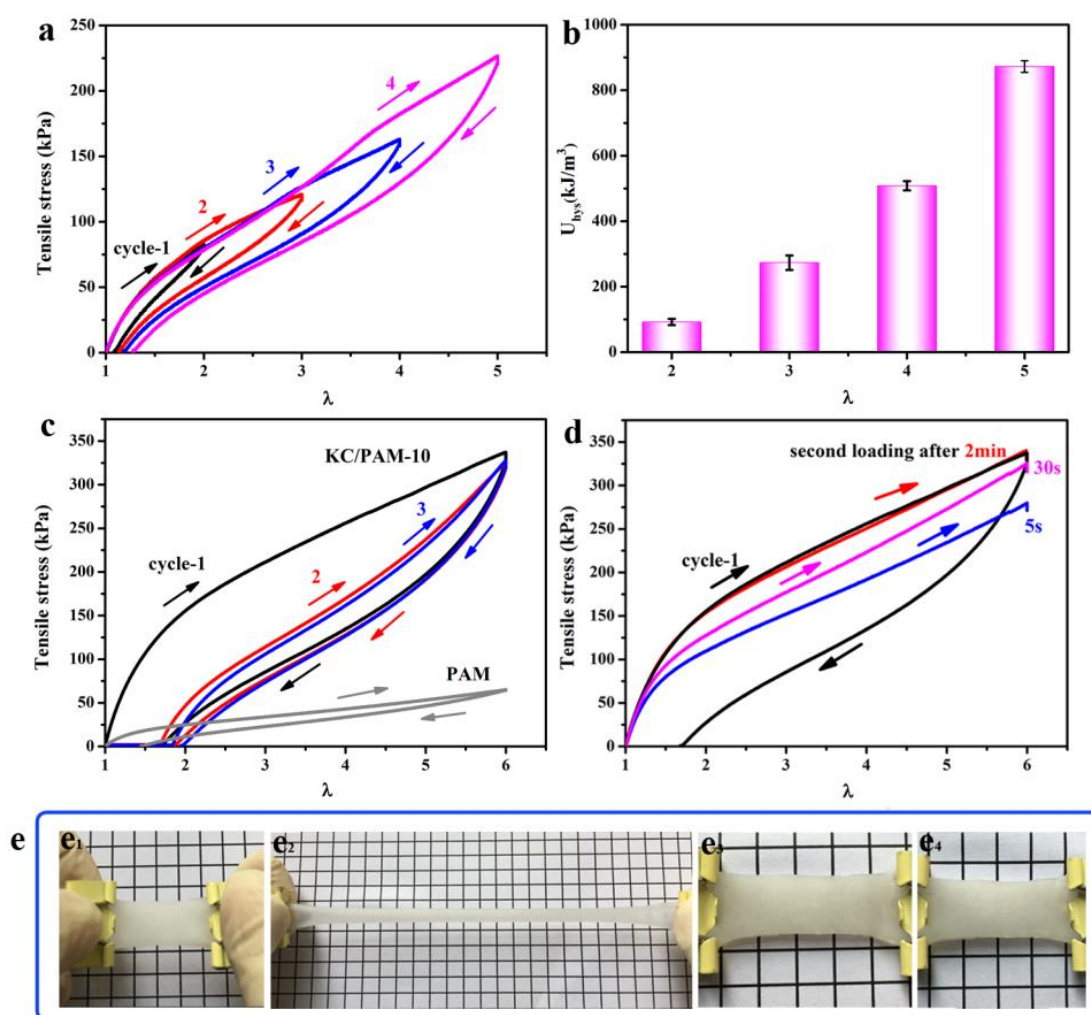 a
250
200
150
100
50
0
Tensile stress (kPa)
1 2 3 4 5
λ
cycle-1
2
3
4
b
1000
800
600
400
200
0
Uhys(kJ/m³)
2 3 4 5
λ
c
350
300
250
200
150
100
50
0
Tensile stress (kPa)
1 2 3 4 5 6
λ
KC/PAM-10
cycle-1
2
3
PAM
d
350
300
250
200
150
100
50
0
Tensile stress (kPa)
1 2 3 4 5 6
λ
second loading after 2min
30s
5s
cycle-1
e
e1
e2
e3
e4